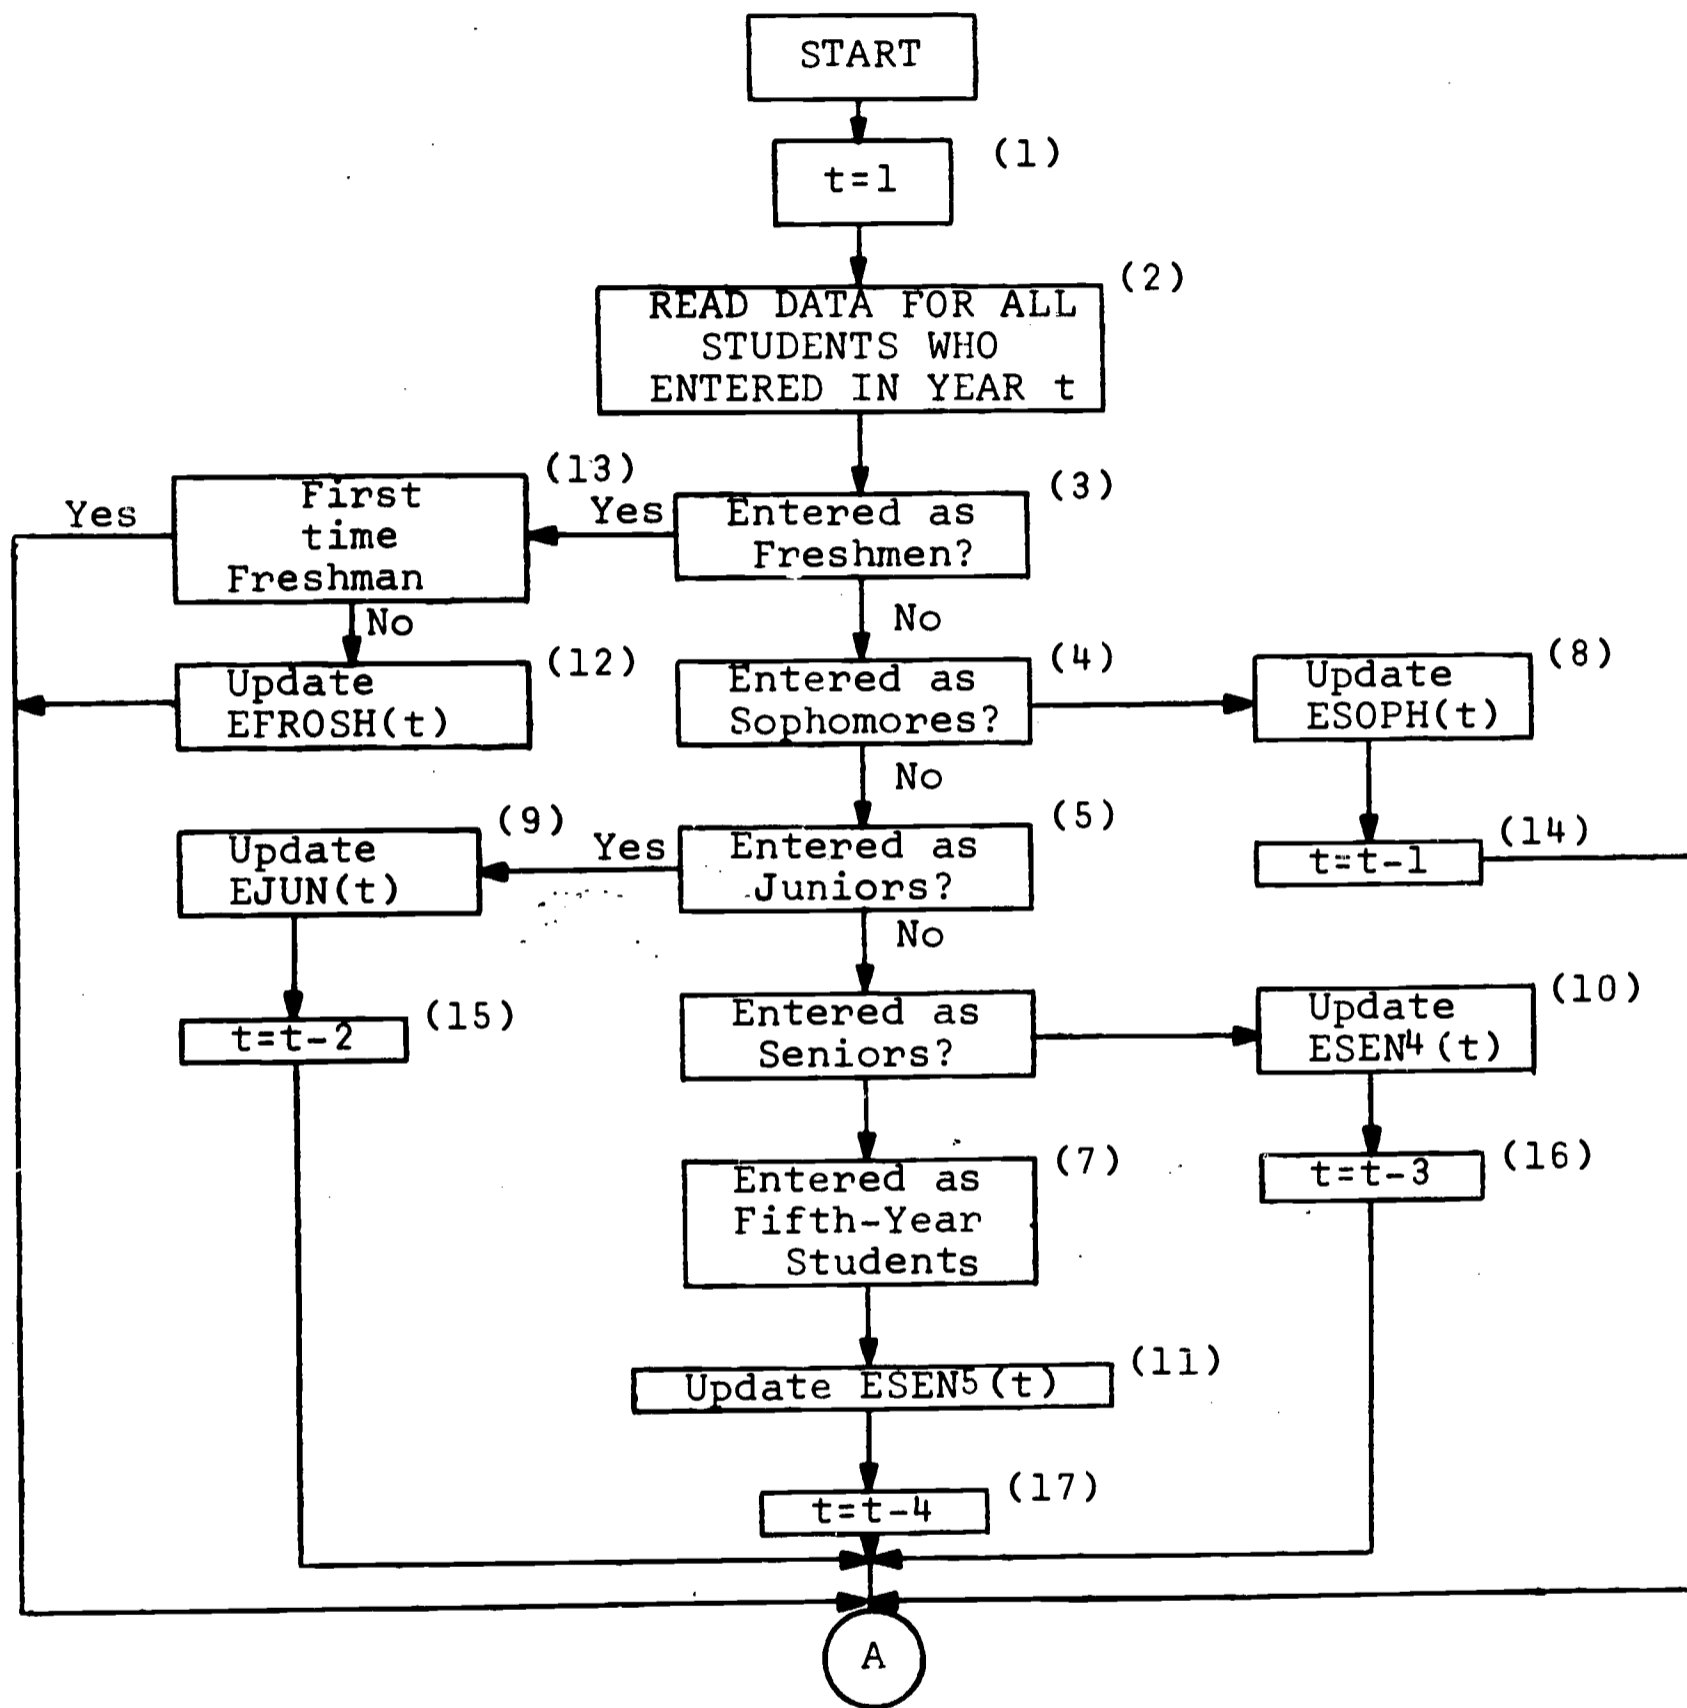 START
(1)
t=1
(2)
READ DATA FOR ALL
STUDENTS WHO
ENTERED IN YEAR t
(13)
First
time
Freshman
Yes
Yes
(3)
Entered as
Freshmen?
No
No
(12)
Update
EFROSH(t)
(4)
Entered as
Sophomores?
(8)
Update
ESOPH(t)
No
(9)
Update
EJUN(t)
Yes
(5)
Entered as
Juniors?
(14)
t=t-1
No
(15)
t=t-2
Entered as
Seniors?
(10)
Update
ESEN4(t)
(7)
Entered as
Fifth-Year
Students
(16)
t=t-3
(11)
Update ESEN5(t)
(17)
t=t-4
A